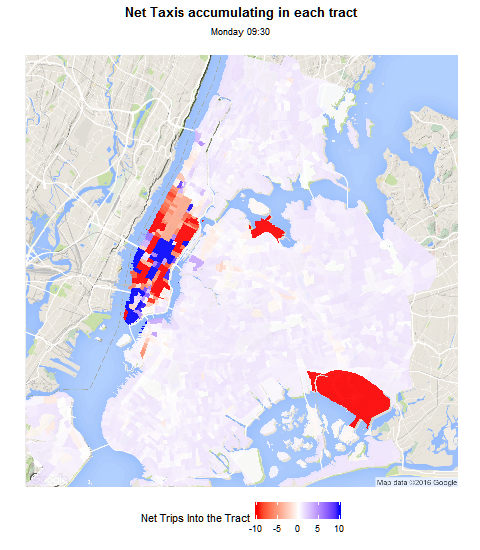 Net Taxis accumulating in each tract
Monday 09:30
Map data ©2016 Google
Net Trips Into the Tract
-10 -5 0 5 10